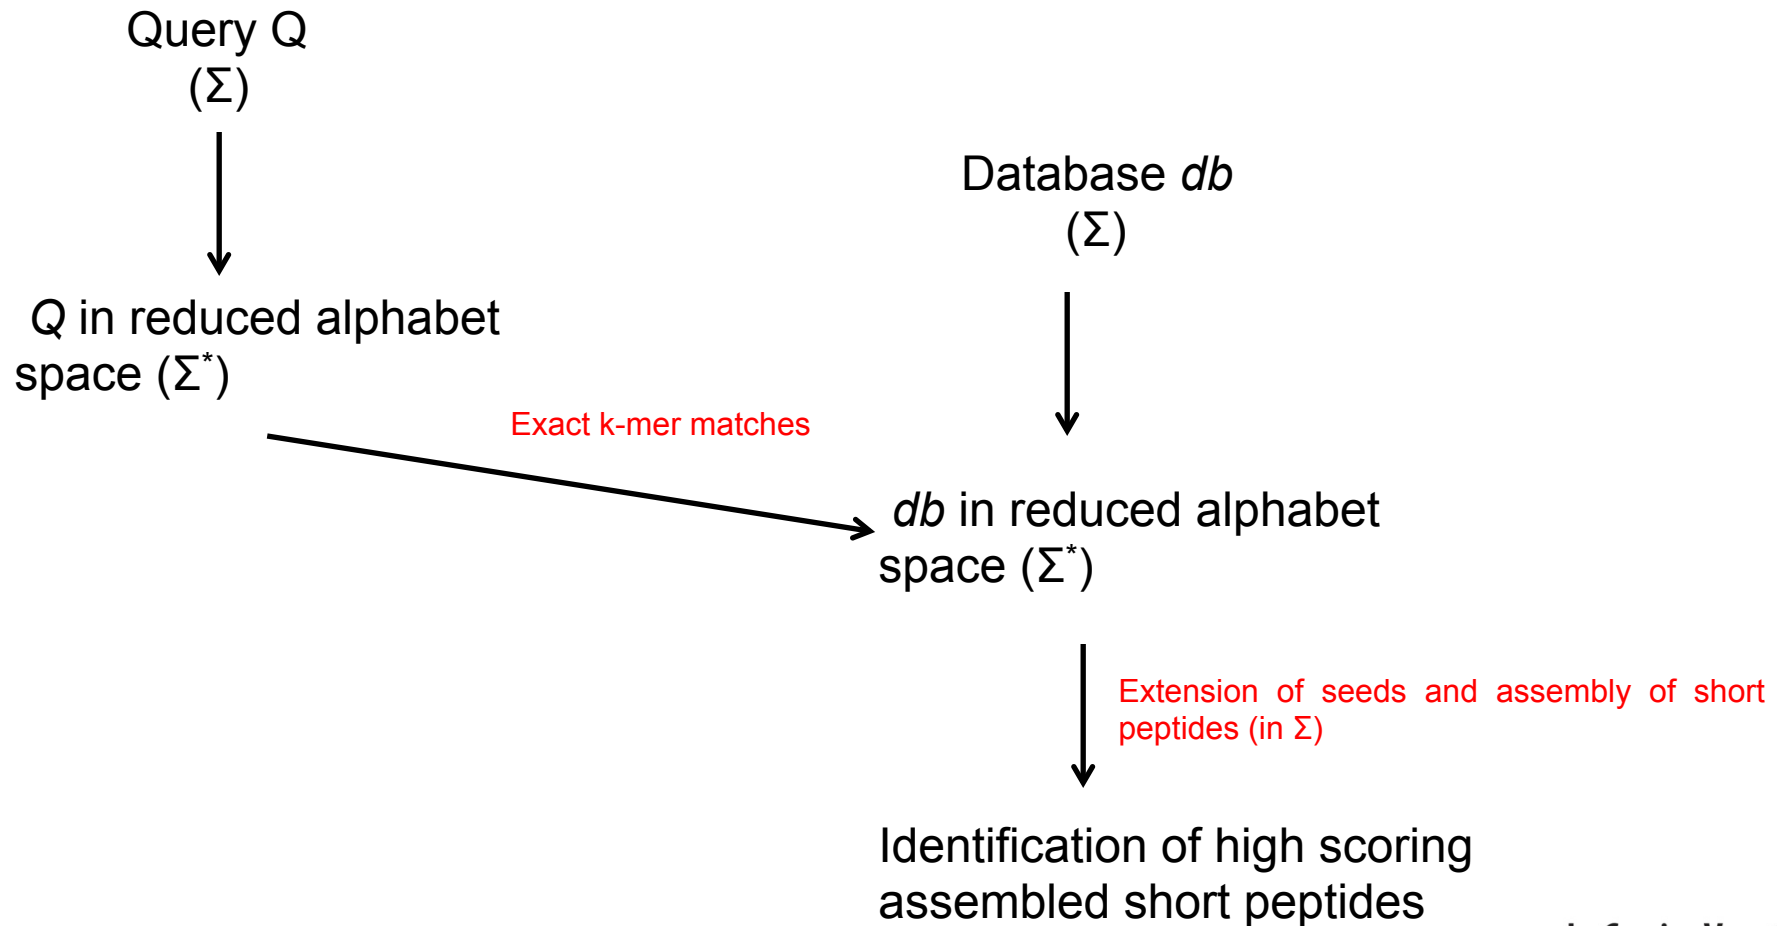 Query Q
(Σ)
Database db
(Σ)
Q in reduced alphabet
space (Σ*)
Exact k-mer matches
db in reduced alphabet
space (Σ*)
Extension of seeds and assembly of short
peptides (in Σ)
Identification of high scoring
assembled short peptides